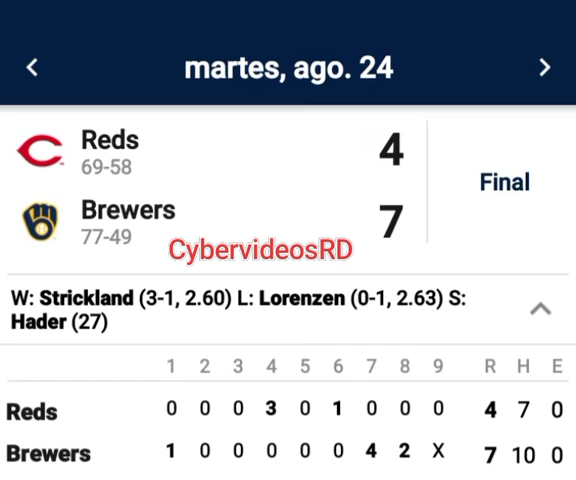 martes, ago. 24
Reds 4
69-58
Final
Brewers 7
77-49
CybervideosRD
W: Strickland (3-1, 2.60) L: Lorenzen (0-1, 2.63) S:
Hader (27)
1 2 3 4 5 6 7 8 9 R H E
Reds 0 0 0 3 0 1 0 0 0 4 7 0
Brewers 1 0 0 0 0 0 4 2 X 7 10 0